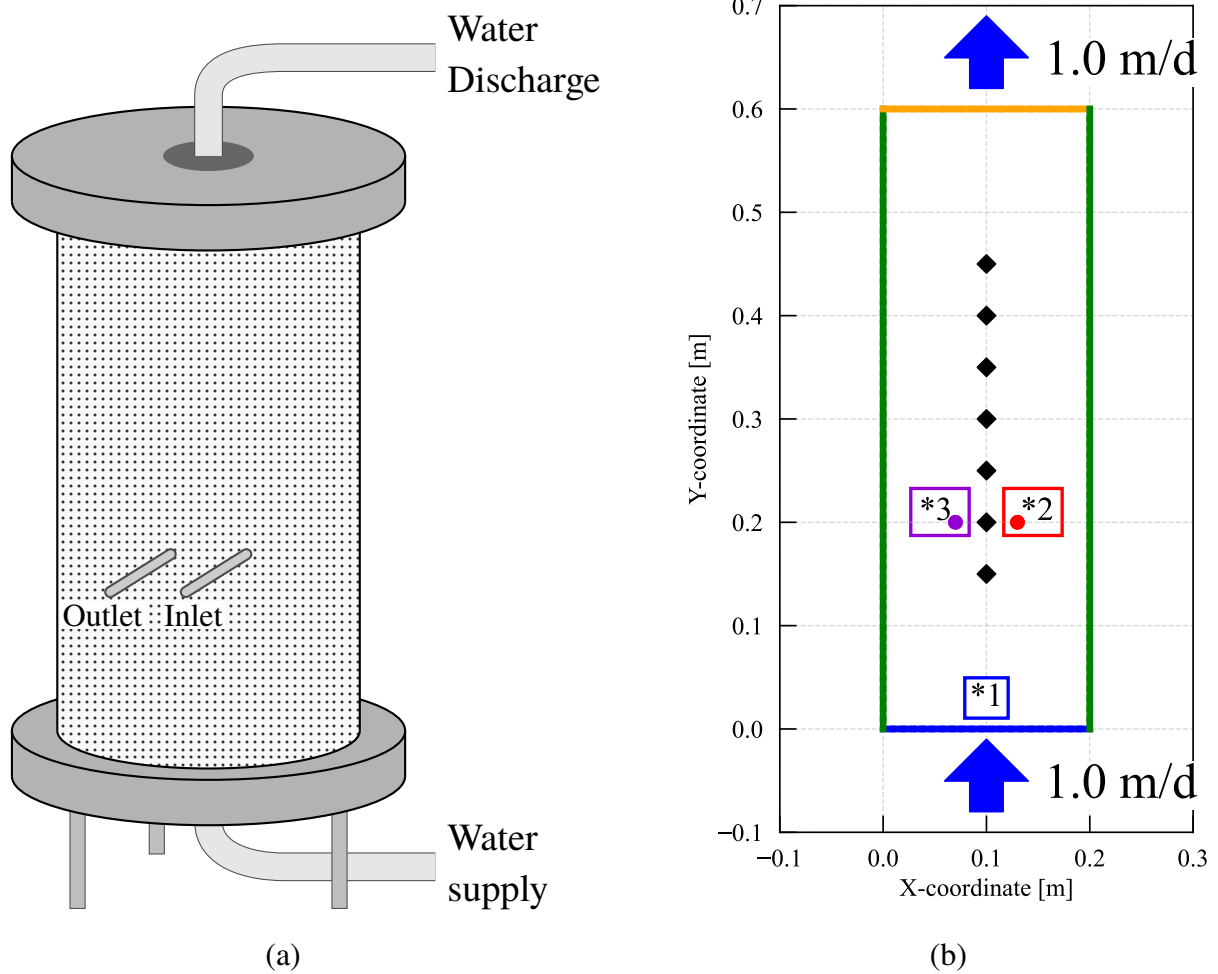 Water
Discharge
Outlet
Inlet
Water
supply
(a)
0.7
0.6
0.5
0.4
0.3
0.2
0.1
0.0
−0.1
Y-coordinate [m]
1.0 m/d
*3
*2
*1
1.0 m/d
−0.1
0.0
0.1
0.2
0.3
X-coordinate [m]
(b)